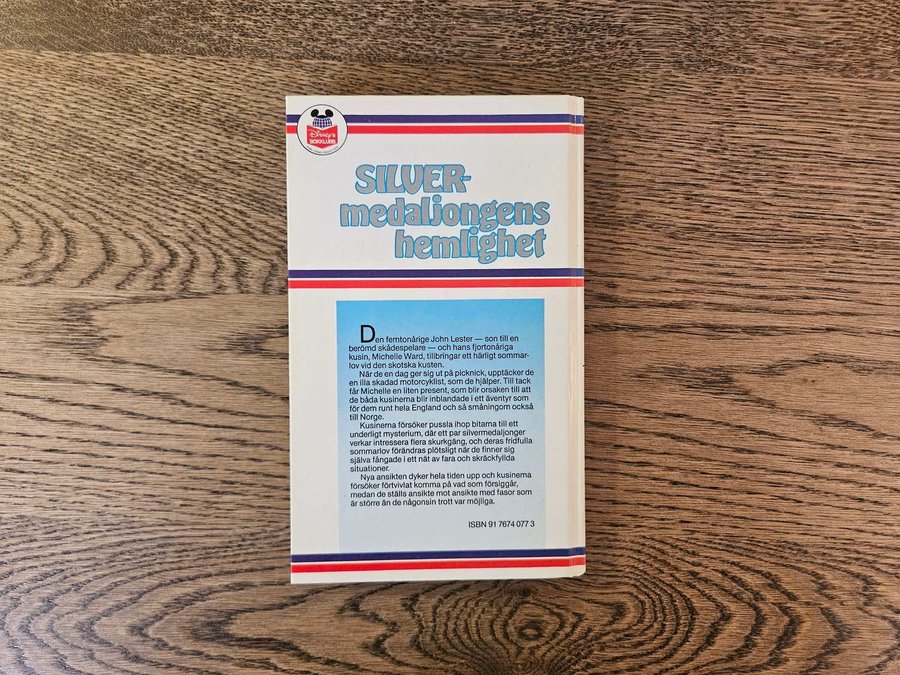 Disney's
BOKKLUBB
SILVER-
medaljongens
hemlighet
Den femtonårige John Lester — son till en
berömd skådespelare — och hans fjortonåriga
kusin, Michelle Ward, tillbringar ett härligt sommar-
lov vid den skotska kusten.
När de en dag ger sig ut på picknick, upptäcker de
en illa skadad motorcyklist, som de hjälper. Till tack
får Michelle en liten present, som blir orsaken till att
de båda kusinerna blir inblandade i ett äventyr som
för dem runt hela England och så småningom också
till Norge.
Kusinerna försöker pussla ihop bitarna till ett
underligt mysterium, där ett par silvermedaljonger
verkar intressera flera skurkgäng, och deras fridfulla
sommarlov förändras plötsligt när de finner sig
själva fångade i ett nät av fara och skräckfyllda
situationer.
Nya ansikten dyker hela tiden upp och kusinerna
försöker förtvivlat komma på vad som försiggår,
medan de ställs ansikte mot ansikte med fasor som
är större än de någonsin trott var möjliga.
ISBN 91 7674 077 3